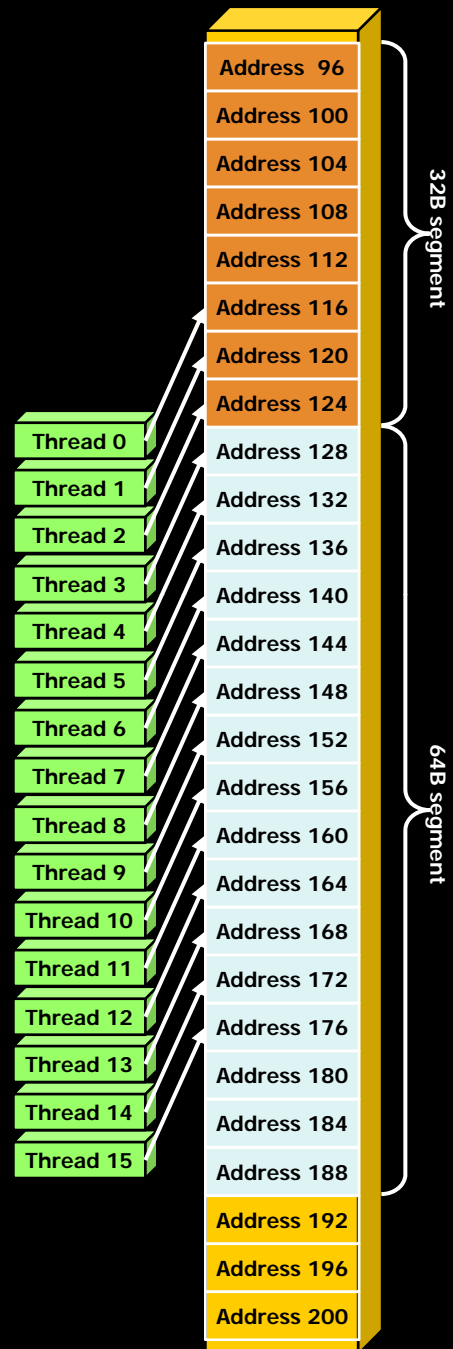 Address 96
Address 100
Address 104
Address 108
Address 112
Address 116
Address 120
Address 124
Address 128
Address 132
Address 136
Address 140
Address 144
Address 148
Address 152
Address 156
Address 160
Address 164
Address 168
Address 172
Address 176
Address 180
Address 184
Address 188
Address 192
Address 196
Address 200
32B segment
64B segment
Thread 0
Thread 1
Thread 2
Thread 3
Thread 4
Thread 5
Thread 6
Thread 7
Thread 8
Thread 9
Thread 10
Thread 11
Thread 12
Thread 13
Thread 14
Thread 15